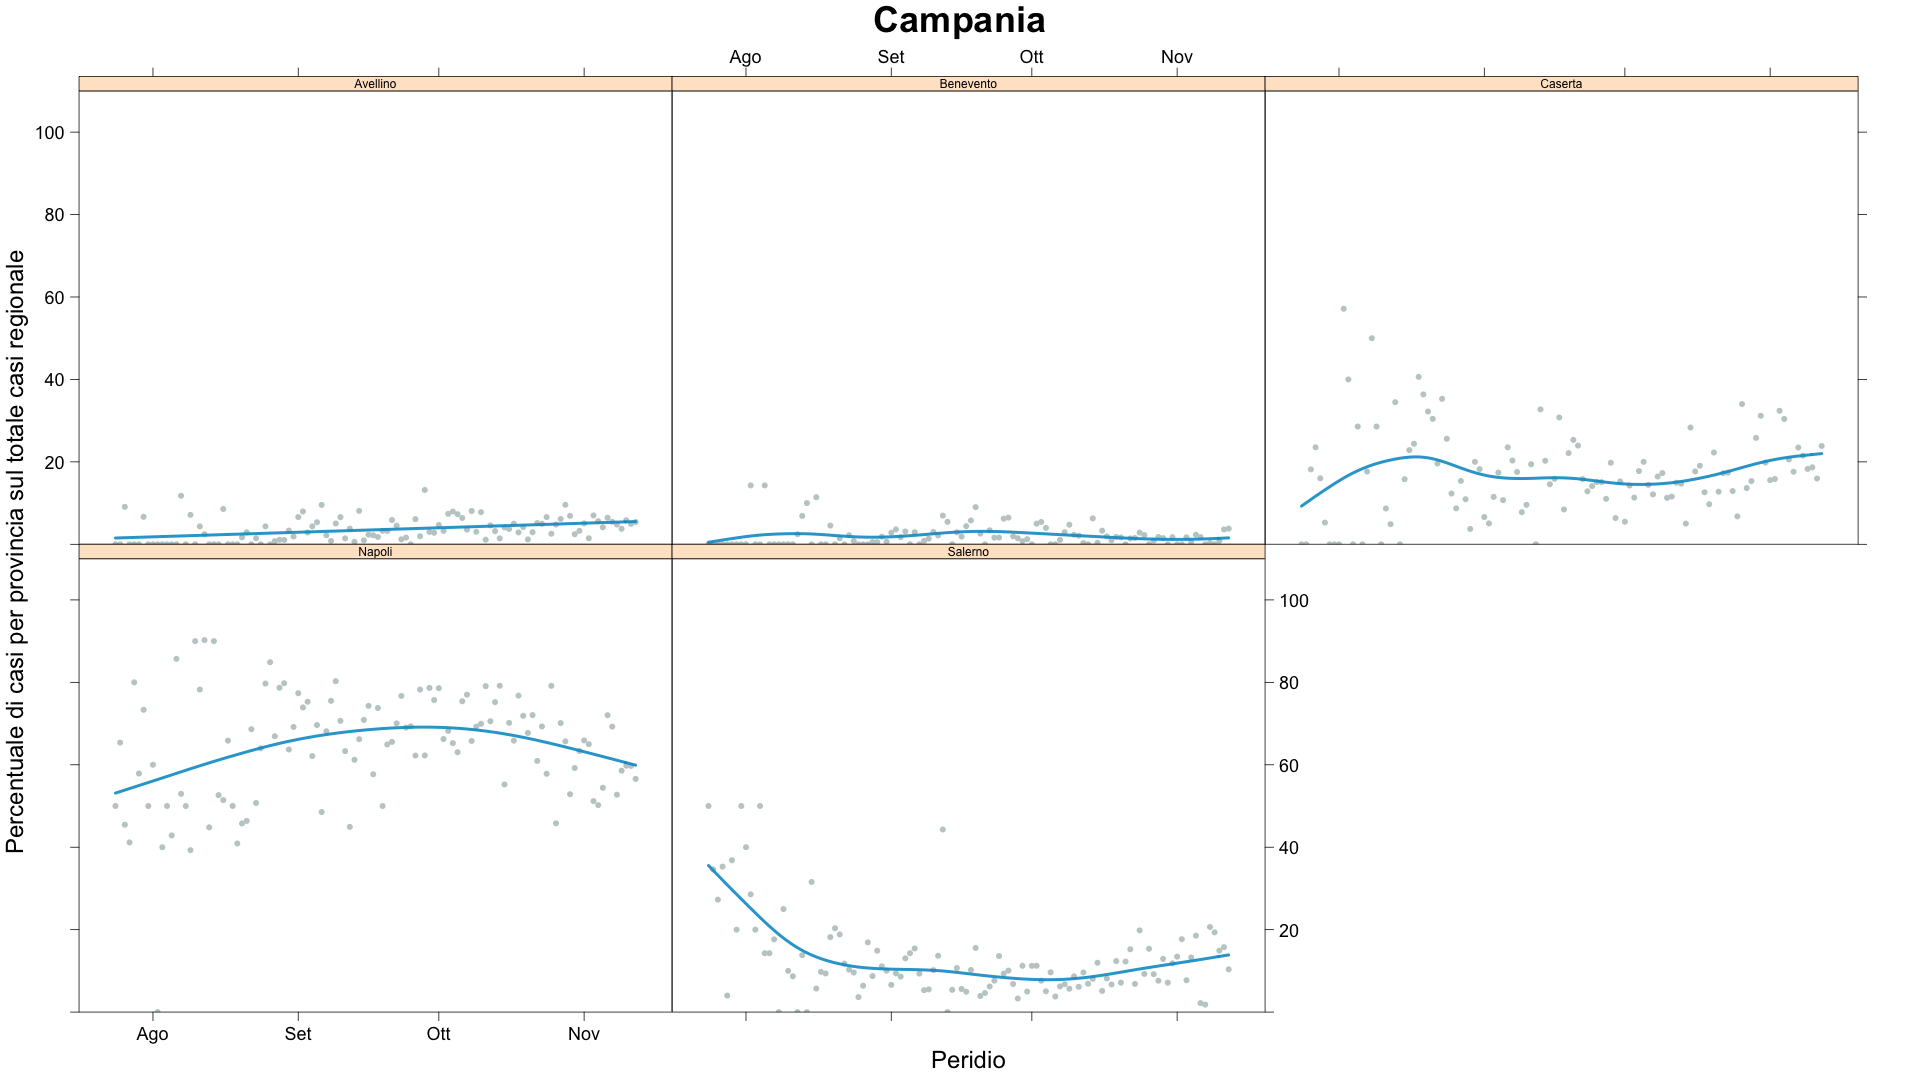 Campania
Ago Set Ott Nov
Avellino Benevento Caserta
100
80
60
40
20
Percentuale di casi per provincia sul totale casi regionale
Napoli Salerno
100
80
60
40
20
Ago Set Ott Nov
Peridio